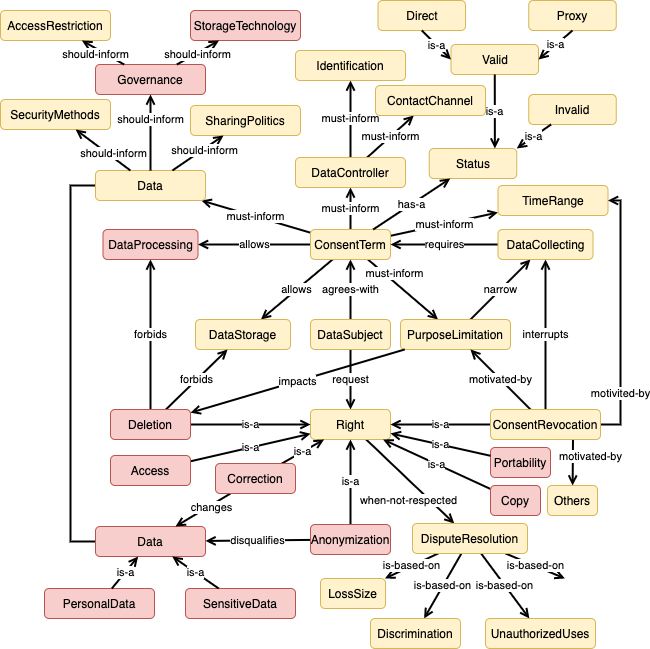 Direct
Proxy
AccessRestriction
StorageTechnology
is-a
is-a
should-inform
should-inform
Valid
Identification
Governance
ContactChannel
SecurityMethods
SharingPolitics
should-inform
must-inform
is-a
Invalid
must-inform
is-a
should-inform
should-inform
Status
DataController
Data
TimeRange
must-inform
has-a
must-inform
must-inform
DataProcessing
allows
ConsentTerm
requires
DataCollecting
must-inform
allows
agrees-with
narrow
forbids
DataStorage
DataSubject
PurposeLimitation
interrupts
forbids
impacts
request
motivated-by
motivited-by
Deletion
is-a
Right
is-a
ConsentRevocation
is-a
is-a
is-a
is-a
motivated-by
Access
Portability
Correction
is-a
when-not-respected
Copy
Others
changes
Data
disqualifies
Anonymization
DisputeResolution
is-a
is-a
is-based-on
is-based-on
is-based-on
is-based-on
LossSize
PersonalData
SensitiveData
Discrimination
UnauthorizedUses